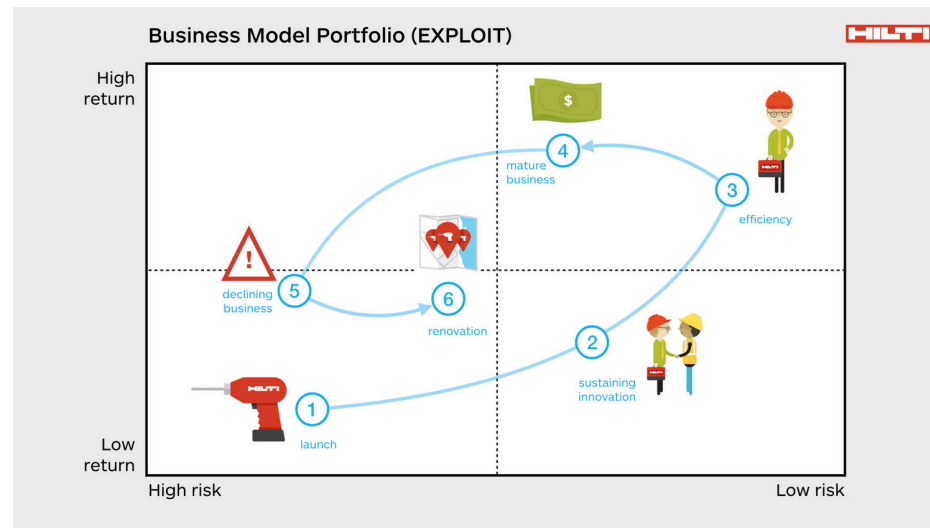 Business Model Portfolio (EXPLOIT)
HILTI
High
return
$
4
mature
business
3
efficiency
!
declining
business
5
6
renovation
2
sustaining
innovation
HILTI
1
launch
Low
return
High risk
Low risk